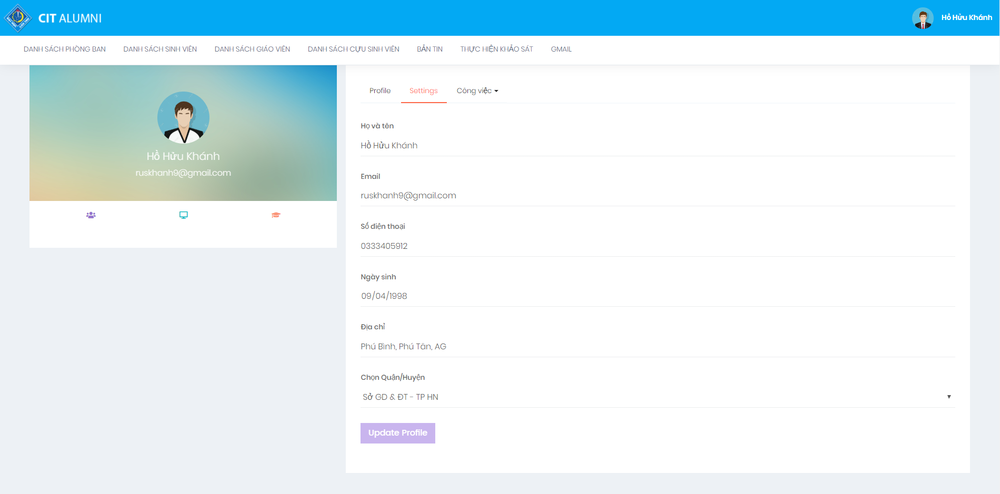 CIT ALUMNI
Hồ Hửu Khánh
DANH SÁCH PHÒNG BAN
DANH SÁCH SINH VIÊN
DANH SÁCH GIÁO VIÊN
DANH SÁCH CỰU SINH VIÊN
BẢN TIN
THỰC HIỆN KHẢO SÁT
GMAIL
Hồ Hửu Khánh
ruskhanh9@gmail.com
Profile
Settings
Công việc
Họ và tên
Hồ Hửu Khánh
Email
ruskhanh9@gmail.com
Số điện thoại
0333405912
Ngày sinh
09/04/1998
Địa chỉ
Phú Bình, Phú Tân, AG
Chọn Quận/Huyện
Sở GD & ĐT - TP HN
Update Profile